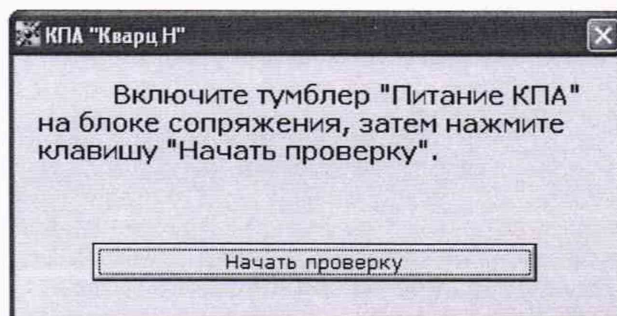 КПА "Кварц Н"
Включите тумблер "Питание КПА"
на блоке сопряжения, затем нажмите
клавишу "Начать проверку".
Начать проверку